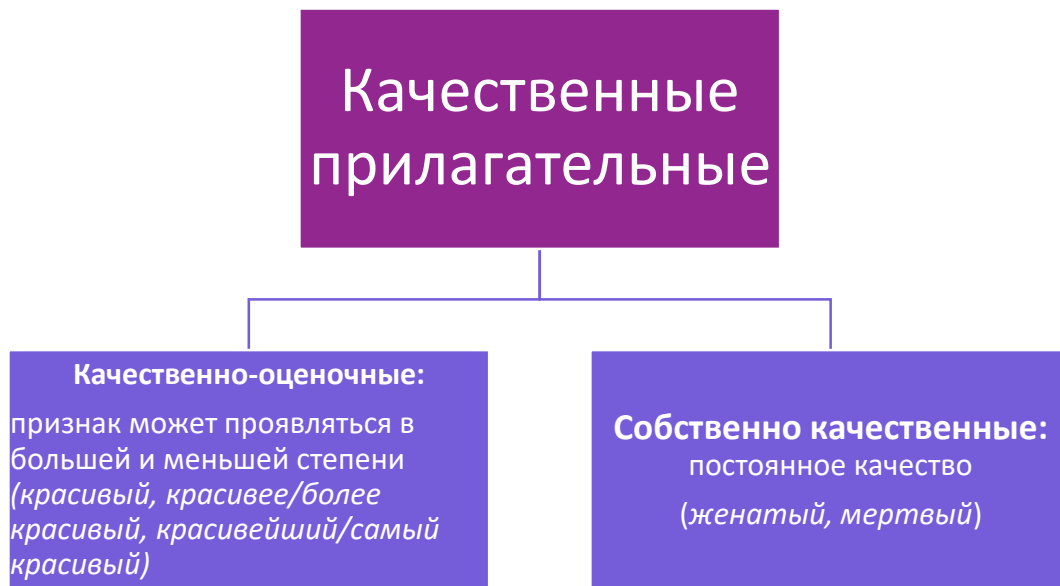 Качественные
прилагательные
Качественно-оценочные:
признак может проявляться в
большей и меньшей степени
(красивый, красивее/более
красивый, красивейший/самый
красивый)
Собственно качественные:
постоянное качество
(женатый, мертвый)